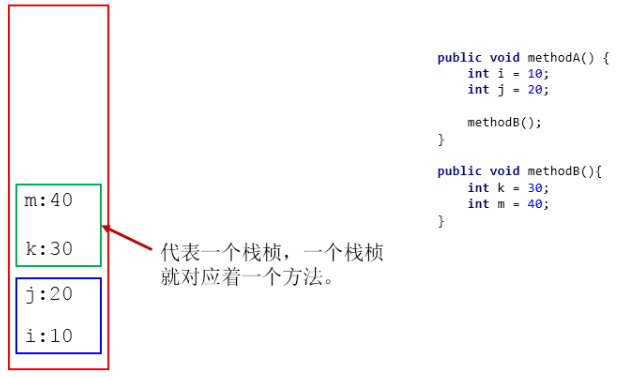 m:40
k:30
j:20
i:10
代表一个栈桢，一个栈桢
就对应着一个方法。
public void methodA() {
int i = 10;
int j = 20;
methodB();
}
public void methodB(){
int k = 30;
int m = 40;
}